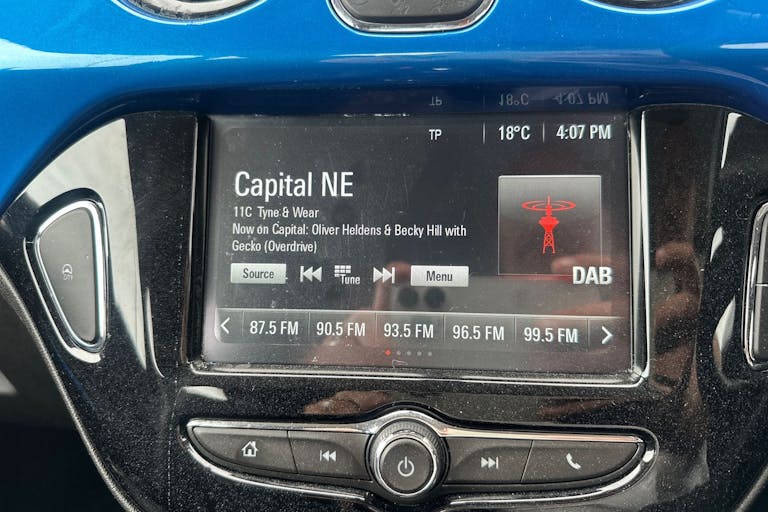 TP 18°C 4:07 PM
Capital NE
11C Tyne & Wear
Now on Capital: Oliver Heldens & Becky Hill with
Gecko (Overdrive)
Source Tune Menu
DAB
87.5 FM 90.5 FM 93.5 FM 96.5 FM 99.5 FM